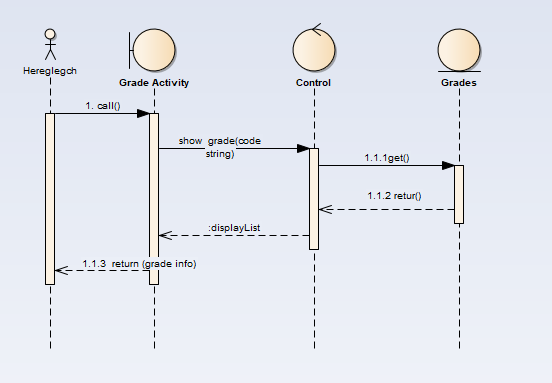 Hereglegch
Grade Activity
Control
Grades
1. call()
show grade(code
string)
1.1.1get()
1.1.2 retur()
:displayList
1.1.3 return (grade info)